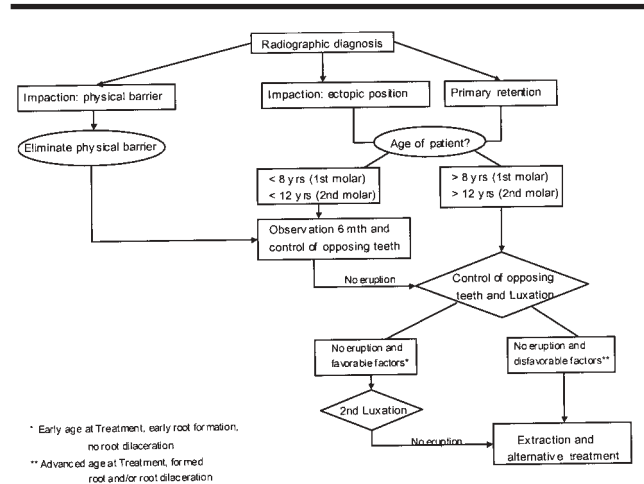 Radiographic diagnosis
Impaction: physical barrier
Impaction: ectopic position
Primary retention
Eliminate physical barrier
Age of patient?
< 8 yrs (1st molar)
< 12 yrs (2nd molar)
> 8 yrs (1st molar)
> 12 yrs (2nd molar)
Observation 6 mth and
control of opposing teeth
No eruption
Control of opposing
teeth and Luxation
No eruption and
favorable factors*
No eruption and
disfavorable factors**
2nd Luxation
No eruption
Extraction and
alternative treatment
* Early age at Treatment, early root formation,
no root dilaceration
** Advanced age at Treatment, formed
root and/or root dilaceration